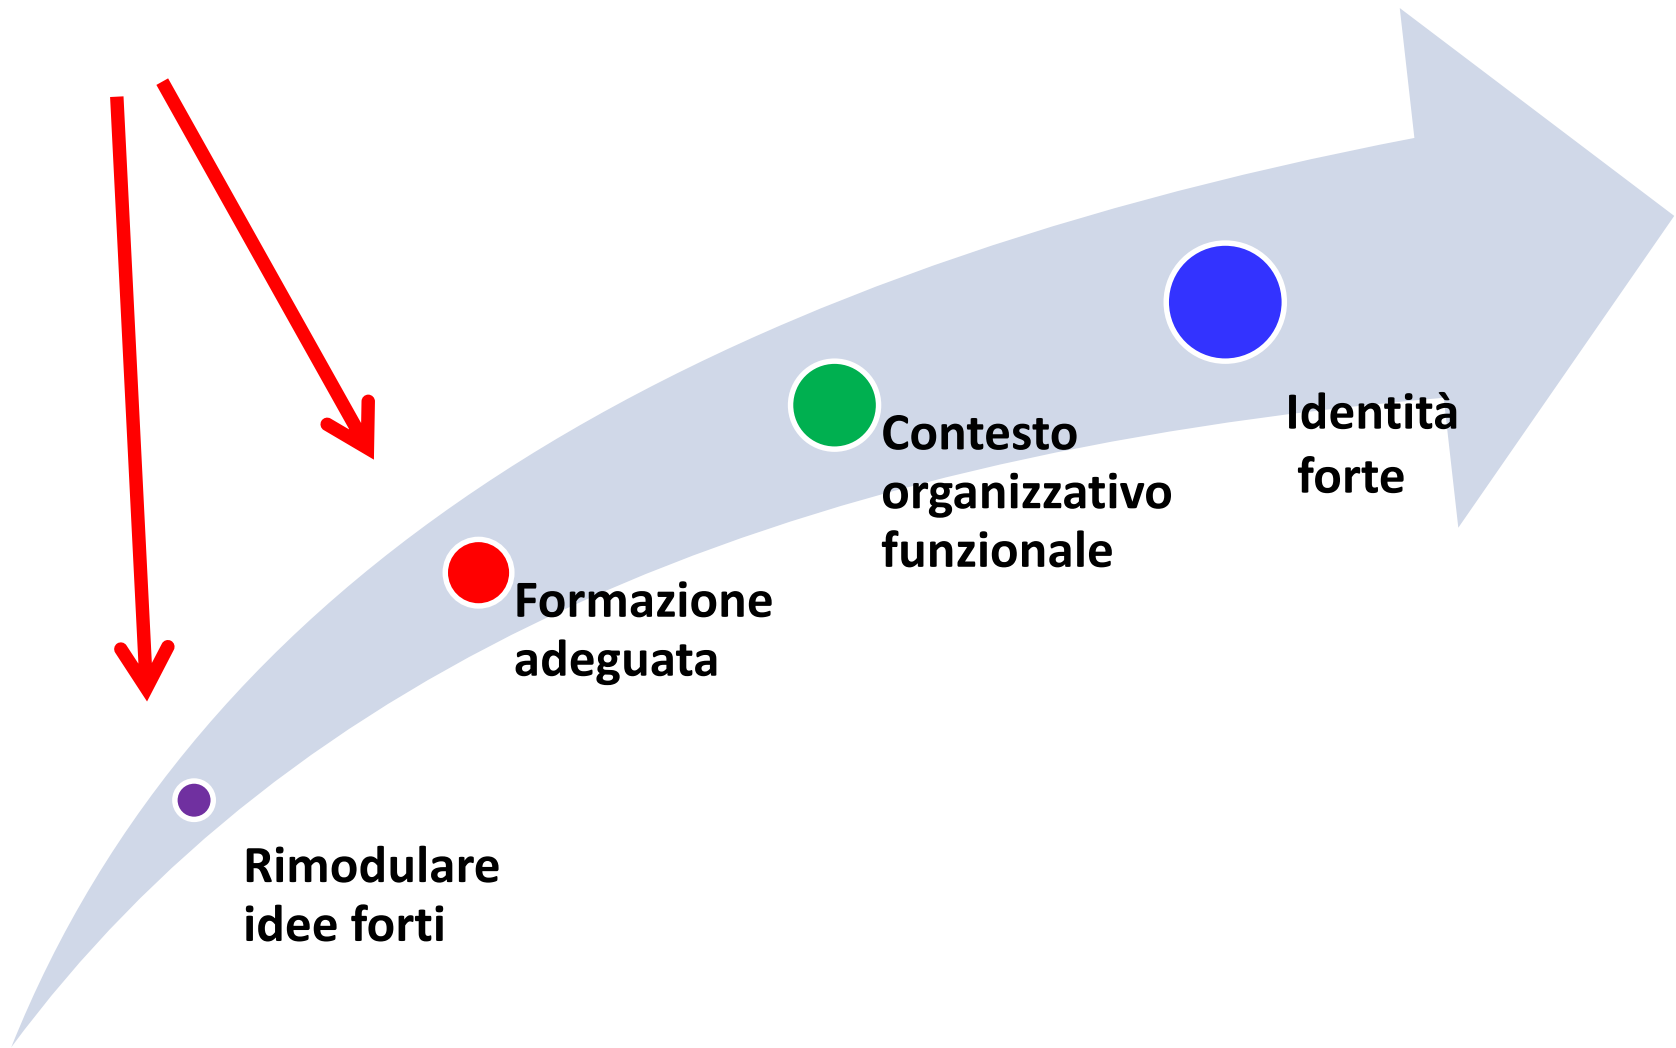 Rimodulare
idee forti
Formazione
adeguata
Contesto
organizzativo
funzionale
Identità
forte